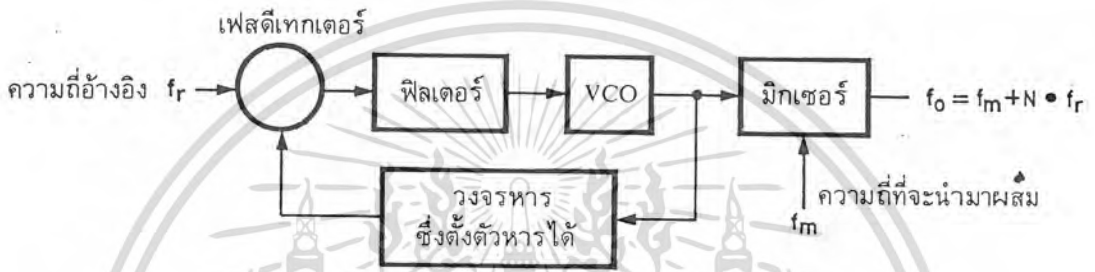 เฟสดีเทกเตอร์
ความถี่อ้างอิง fr
ฟิลเตอร์
VCO
มิกเซอร์
fo = fm + N • fr
วงจรหาร
ซึ่งตั้งตัวหารได้
ความถี่ที่จะนำมาผสม
fm